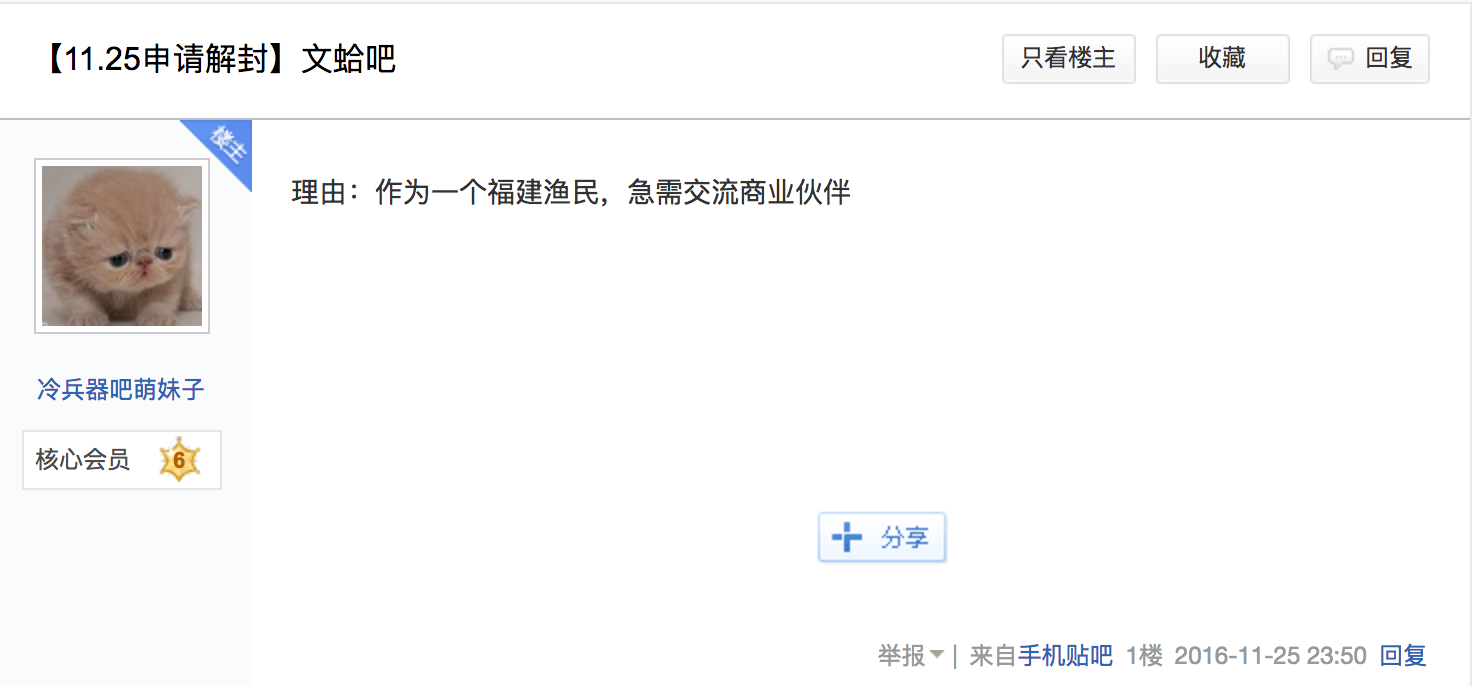 【11.25申请解封】文蛤吧
只看楼主
收藏
回复
楼主
理由：作为一个福建渔民，急需交流商业伙伴
冷兵器吧萌妹子
核心会员 6
分享
举报 | 来自手机贴吧 1楼 2016-11-25 23:50 回复